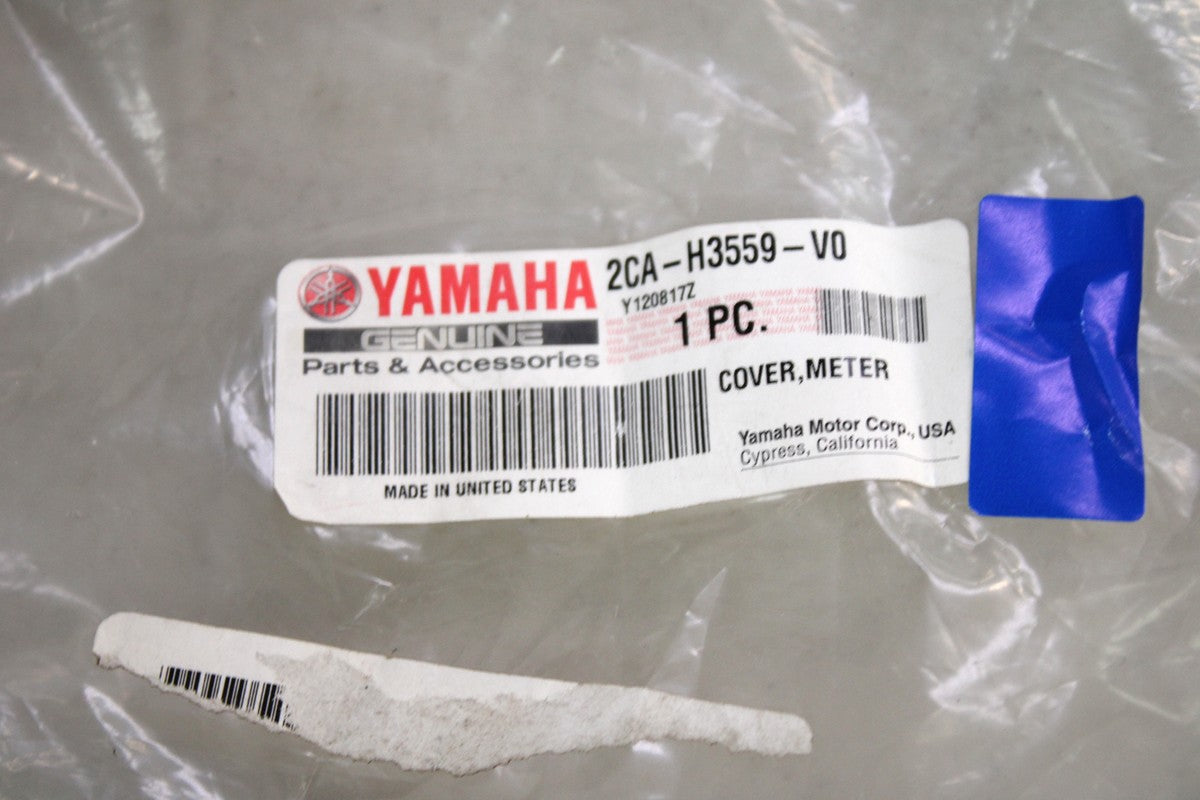 YAMAHA
GENUINE
Parts & Accessories
2CA-H3559-V0
Y120817Z
1 PC.
COVER,METER
Yamaha Motor Corp., USA
Cypress, California
MADE IN UNITED STATES